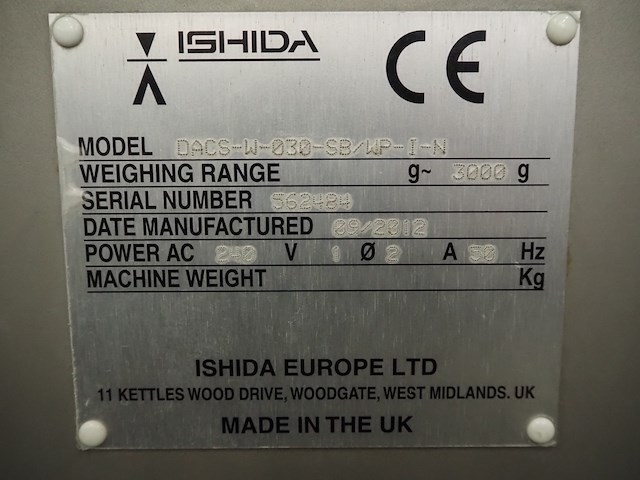 ISHIDA CE
MODEL DACS-W-030-SB/WP-I-N
WEIGHING RANGE g~ 3000 g
SERIAL NUMBER 562484
DATE MANUFACTURED 09/2012
POWER AC 240 V 1 Ø 2 A 50 Hz
MACHINE WEIGHT Kg
ISHIDA EUROPE LTD
11 KETTLES WOOD DRIVE, WOODGATE, WEST MIDLANDS. UK
MADE IN THE UK